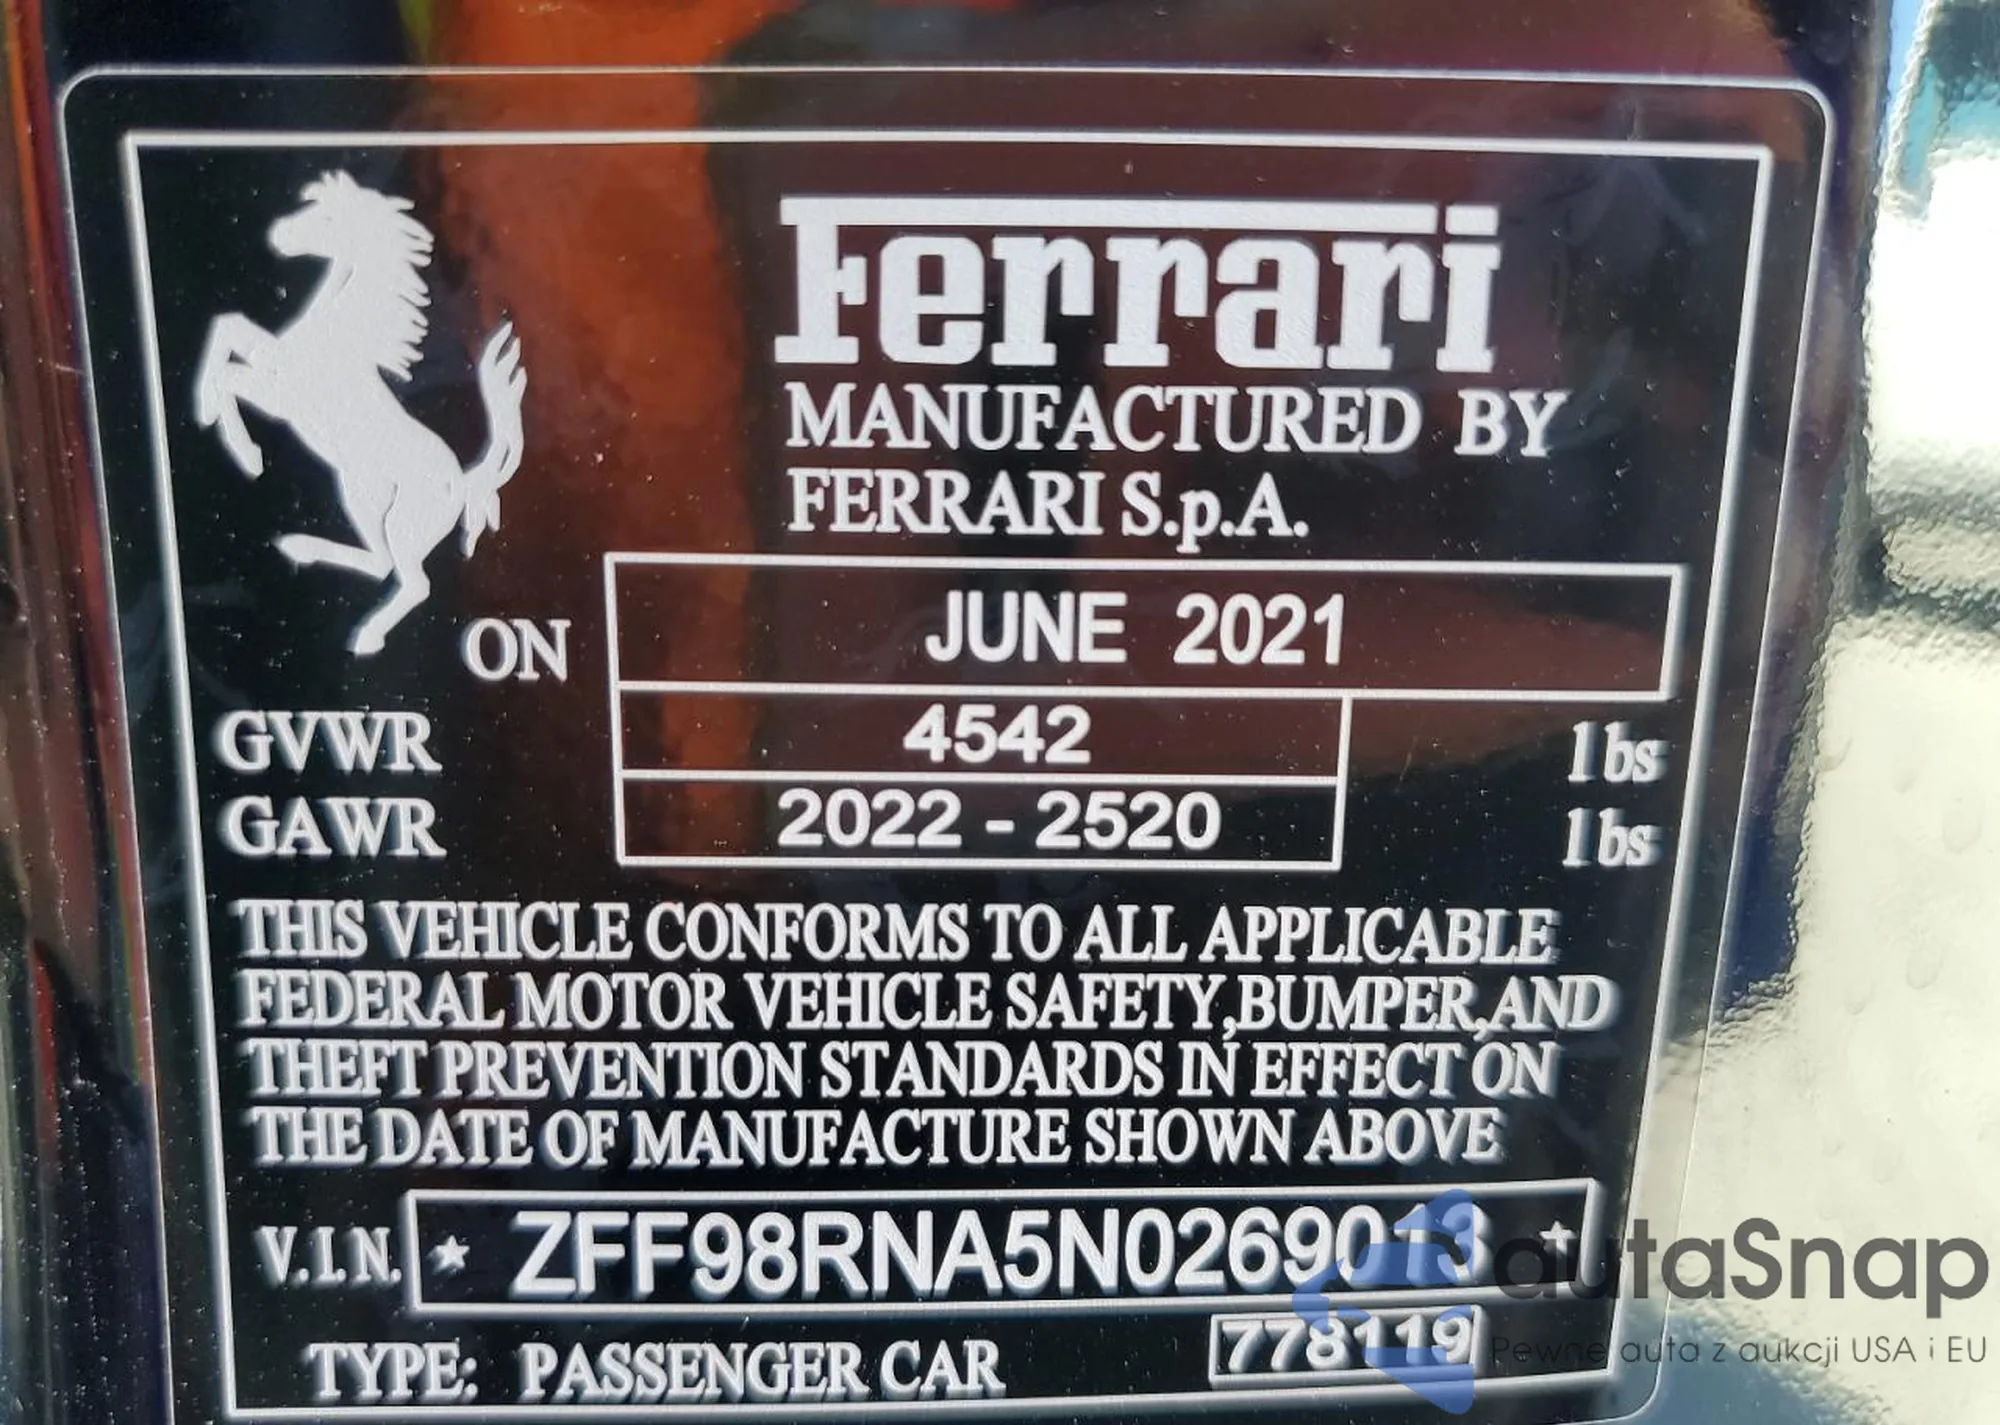 Ferrari
MANUFACTURED BY
FERRARI S.p.A.
ON JUNE 2021
GVWR 4542 lbs
GAWR 2022 - 2520 lbs
THIS VEHICLE CONFORMS TO ALL APPLICABLE
FEDERAL MOTOR VEHICLE SAFETY,BUMPER,AND
THEFT PREVENTION STANDARDS IN EFFECT ON
THE DATE OF MANUFACTURE SHOWN ABOVE
V.I.N. * ZFF98RNA5N0269013 *
TYPE: PASSENGER CAR 778119
autaSnap
Pewne auta z aukcji USA i EU